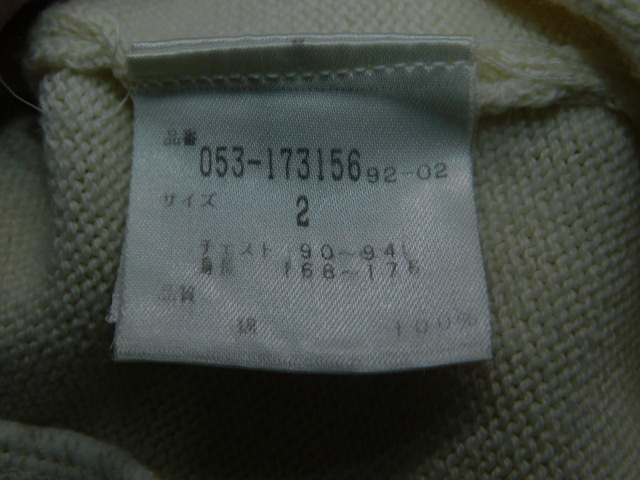 品番
053-173156 92-02
サイズ
2
チェスト 90~94
身長 168~176
品質
綿 100%